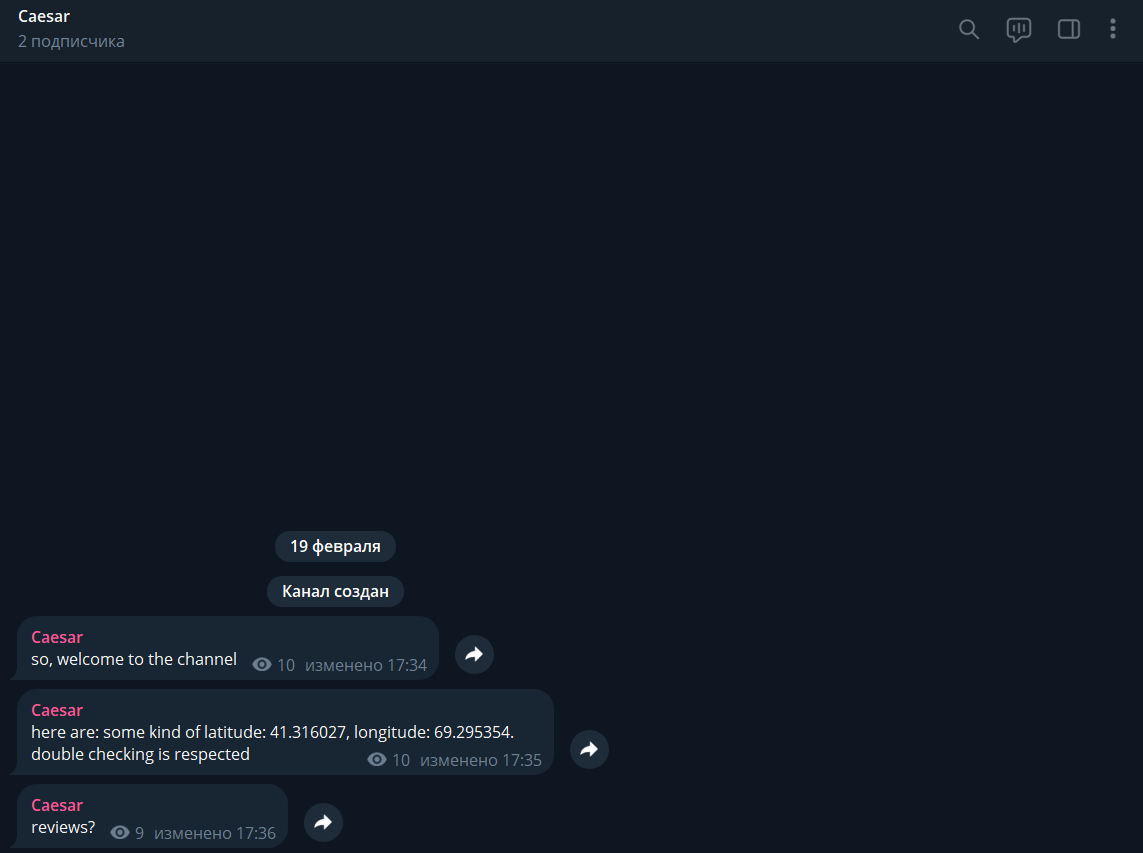 Caesar
2 подписчика
19 февраля
Канал создан
Caesar
so, welcome to the channel 10 изменено 17:34
Caesar
here are: some kind of latitude: 41.316027, longitude: 69.295354.
double checking is respected 10 изменено 17:35
Caesar
reviews? 9 изменено 17:36